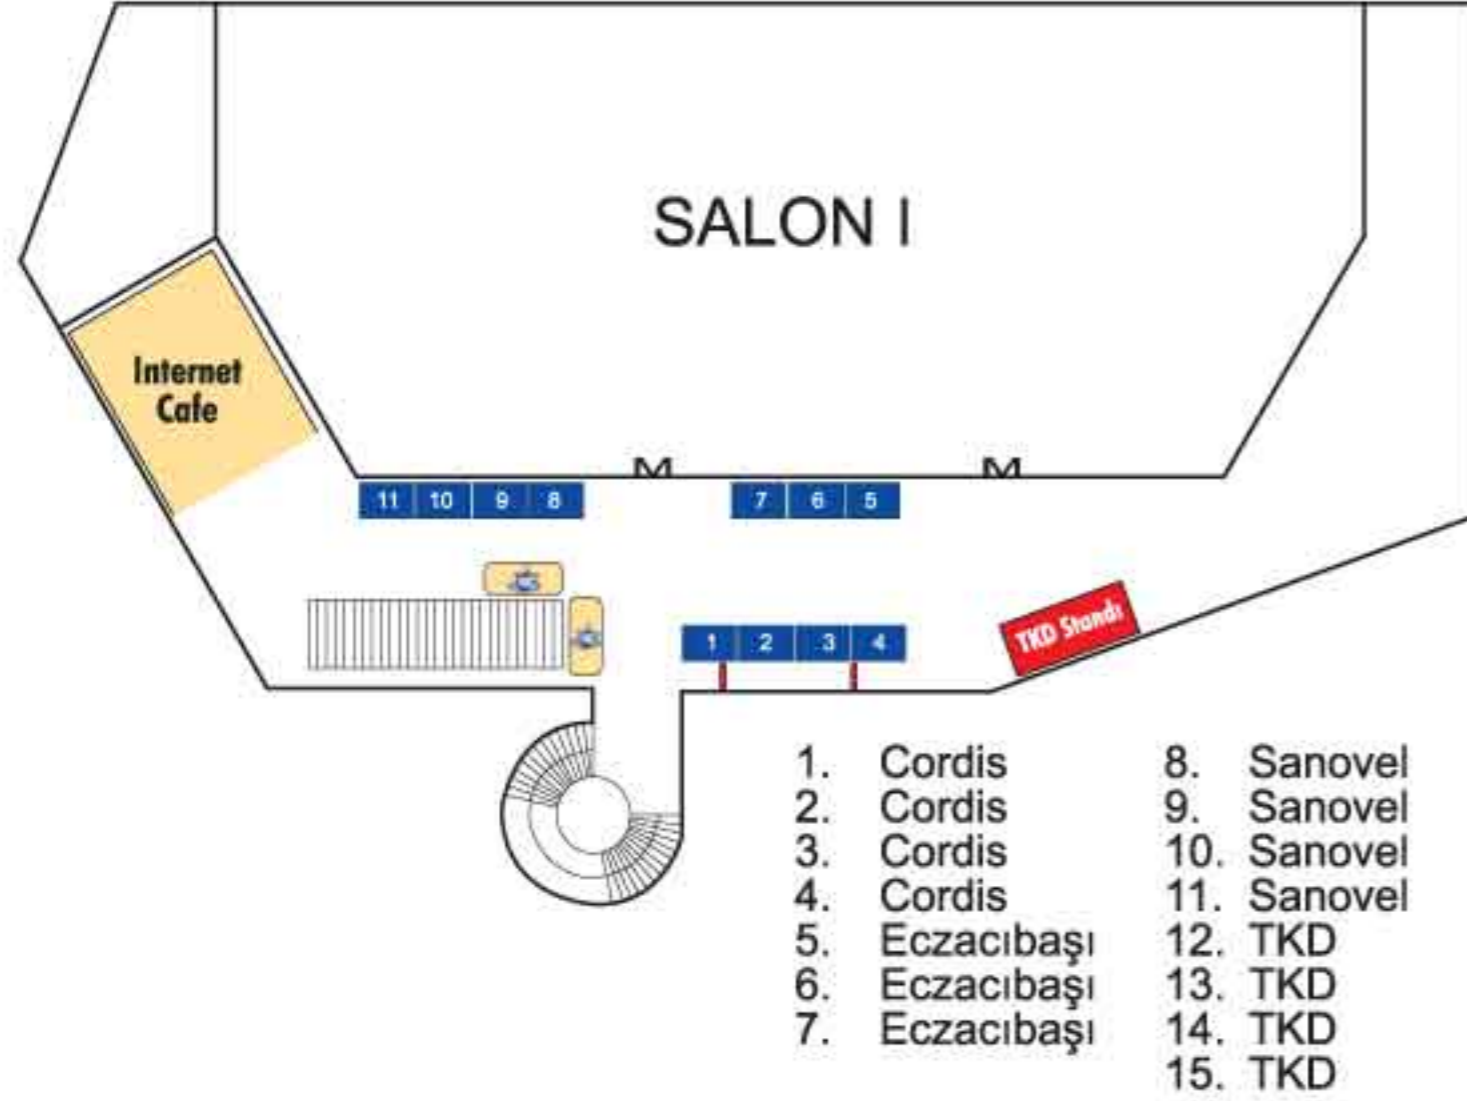 SALON I
Internet
Cafe
11 10 9 8
7 6 5
1 2 3 4
TKD Standı
1. Cordis
2. Cordis
3. Cordis
4. Cordis
5. Eczacıbaşı
6. Eczacıbaşı
7. Eczacıbaşı
8. Sanovel
9. Sanovel
10. Sanovel
11. Sanovel
12. TKD
13. TKD
14. TKD
15. TKD